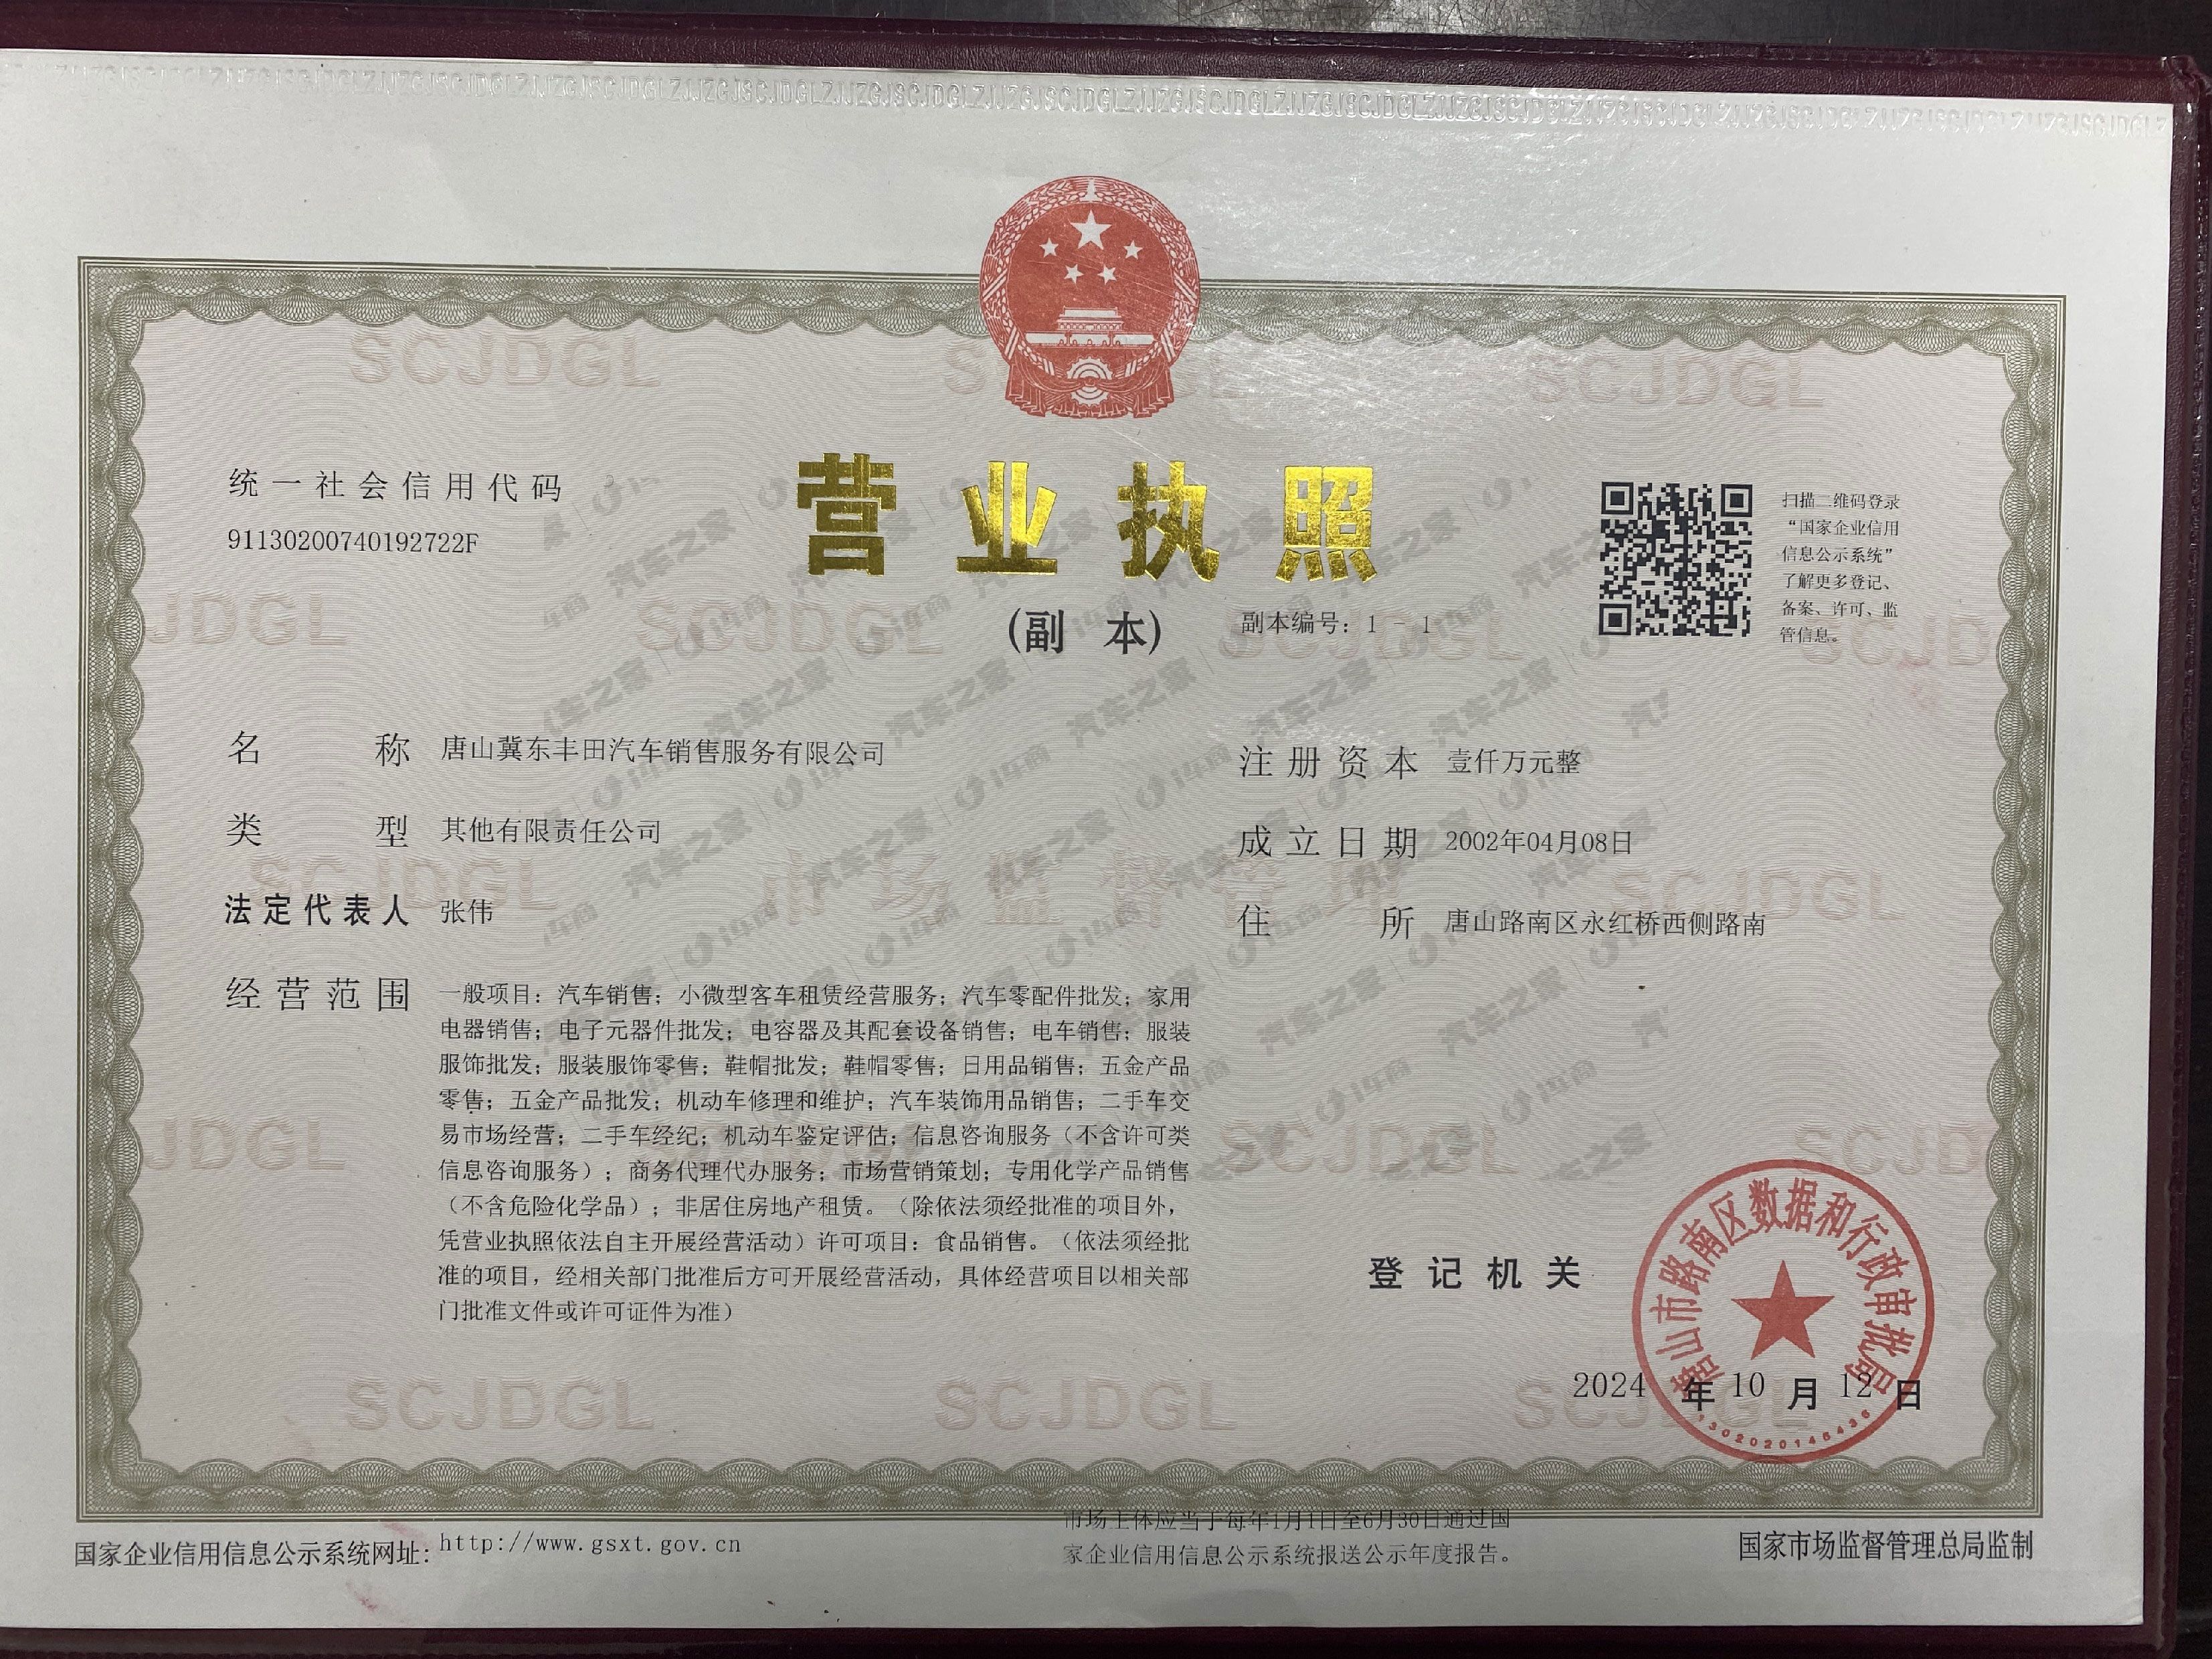 统一社会信用代码
91130200740192722F
营业执照
(副 本)
副本编号: 1 - 1
扫描二维码登录
“国家企业信用
信息公示系统”
了解更多登记、
备案、许可、监
管信息。
名 称 唐山冀东丰田汽车销售服务有限公司
类 型 其他有限责任公司
法定代表人 张伟
经营范围 一般项目：汽车销售；小微型客车租赁经营服务；汽车零配件批发；家用
电器销售；电子元器件批发；电容器及其配套设备销售；电车销售；服装
服饰批发；服装服饰零售；鞋帽批发；鞋帽零售；日用品销售；五金产品
零售；五金产品批发；机动车修理和维护；汽车装饰用品销售；二手车交
易市场经营；二手车经纪；机动车鉴定评估；信息咨询服务（不含许可类
信息咨询服务）；商务代理代办服务；市场营销策划；专用化学产品销售
（不含危险化学品）；非居住房地产租赁。（除依法须经批准的项目外，
凭营业执照依法自主开展经营活动）许可项目：食品销售。（依法须经批
准的项目，经相关部门批准后方可开展经营活动，具体经营项目以相关部
门批准文件或许可证件为准）
注册资本 壹仟万元整
成立日期 2002年04月08日
住 所 唐山路南区永红桥西侧路南
登记机关
唐山市路南区数据和行政审批局
2024 年 10 月 12 日
1302020146436
国家企业信用信息公示系统网址: http://www.gsxt.gov.cn
市场主体应当于每年1月1日至6月30日通过国
家企业信用信息公示系统报送公示年度报告。
国家市场监督管理总局监制
SCJDGL
市场监督管理
汽车之家